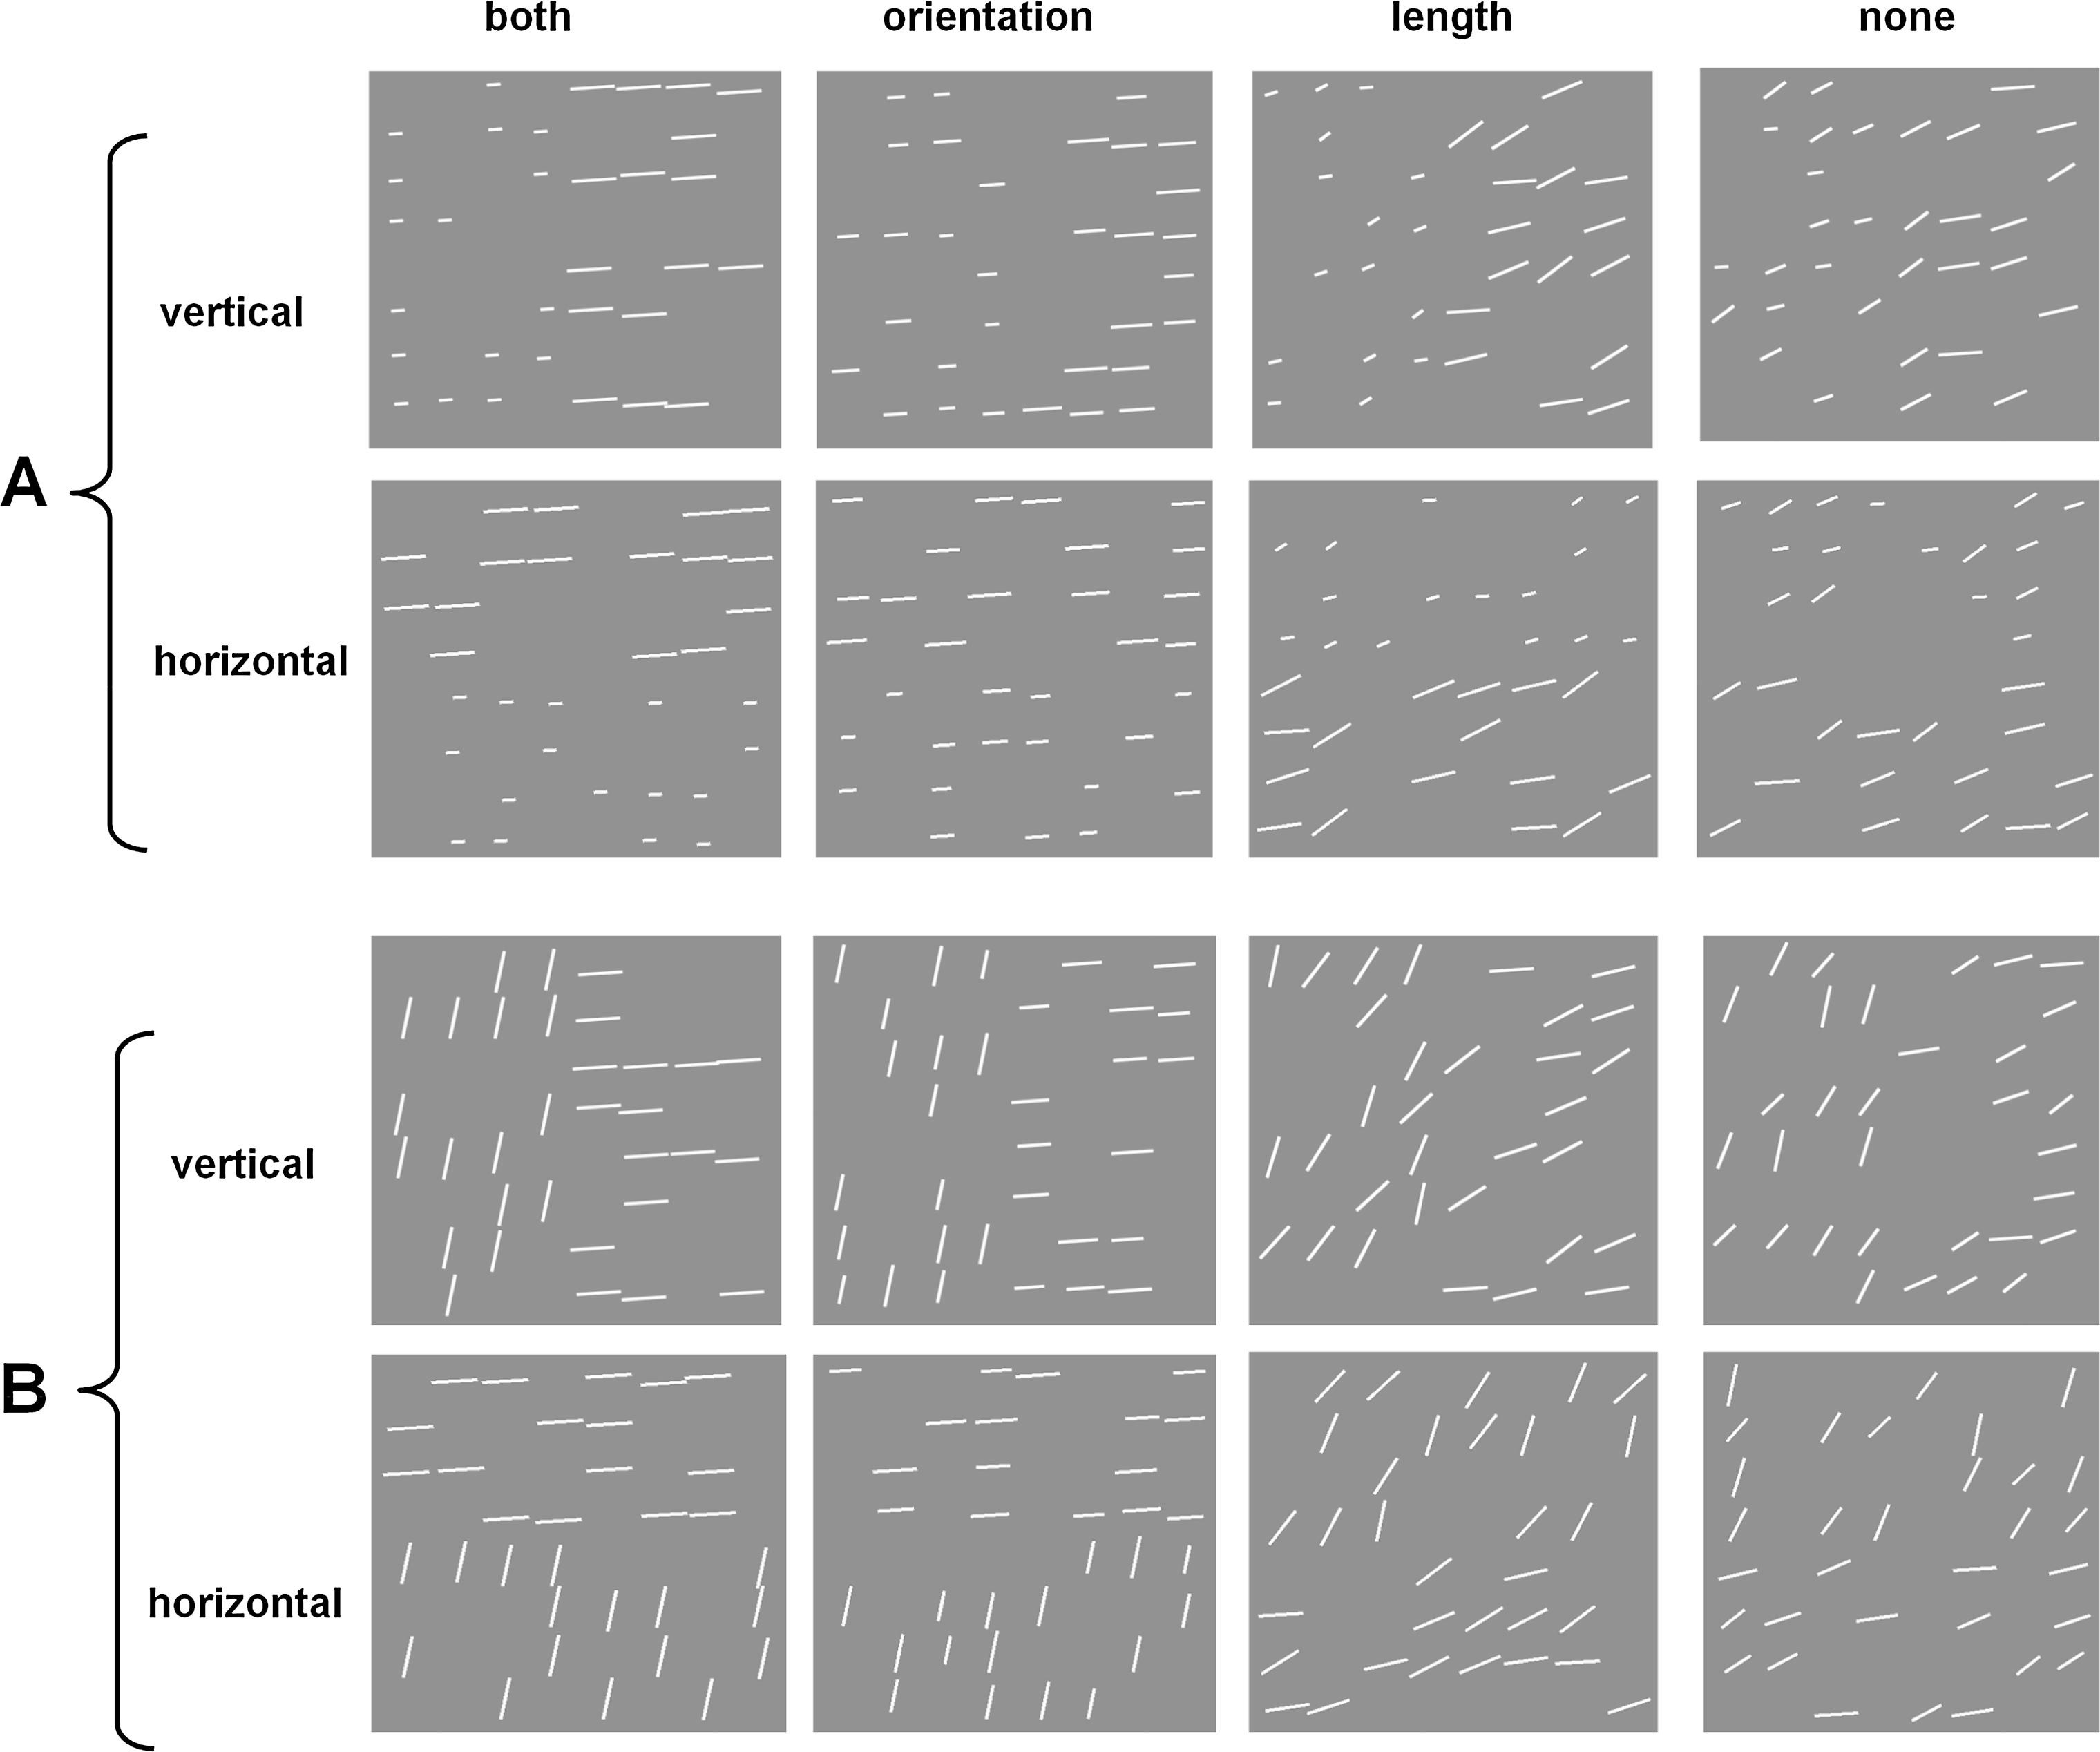 both orientation length none
vertical
A
horizontal
vertical
B
horizontal